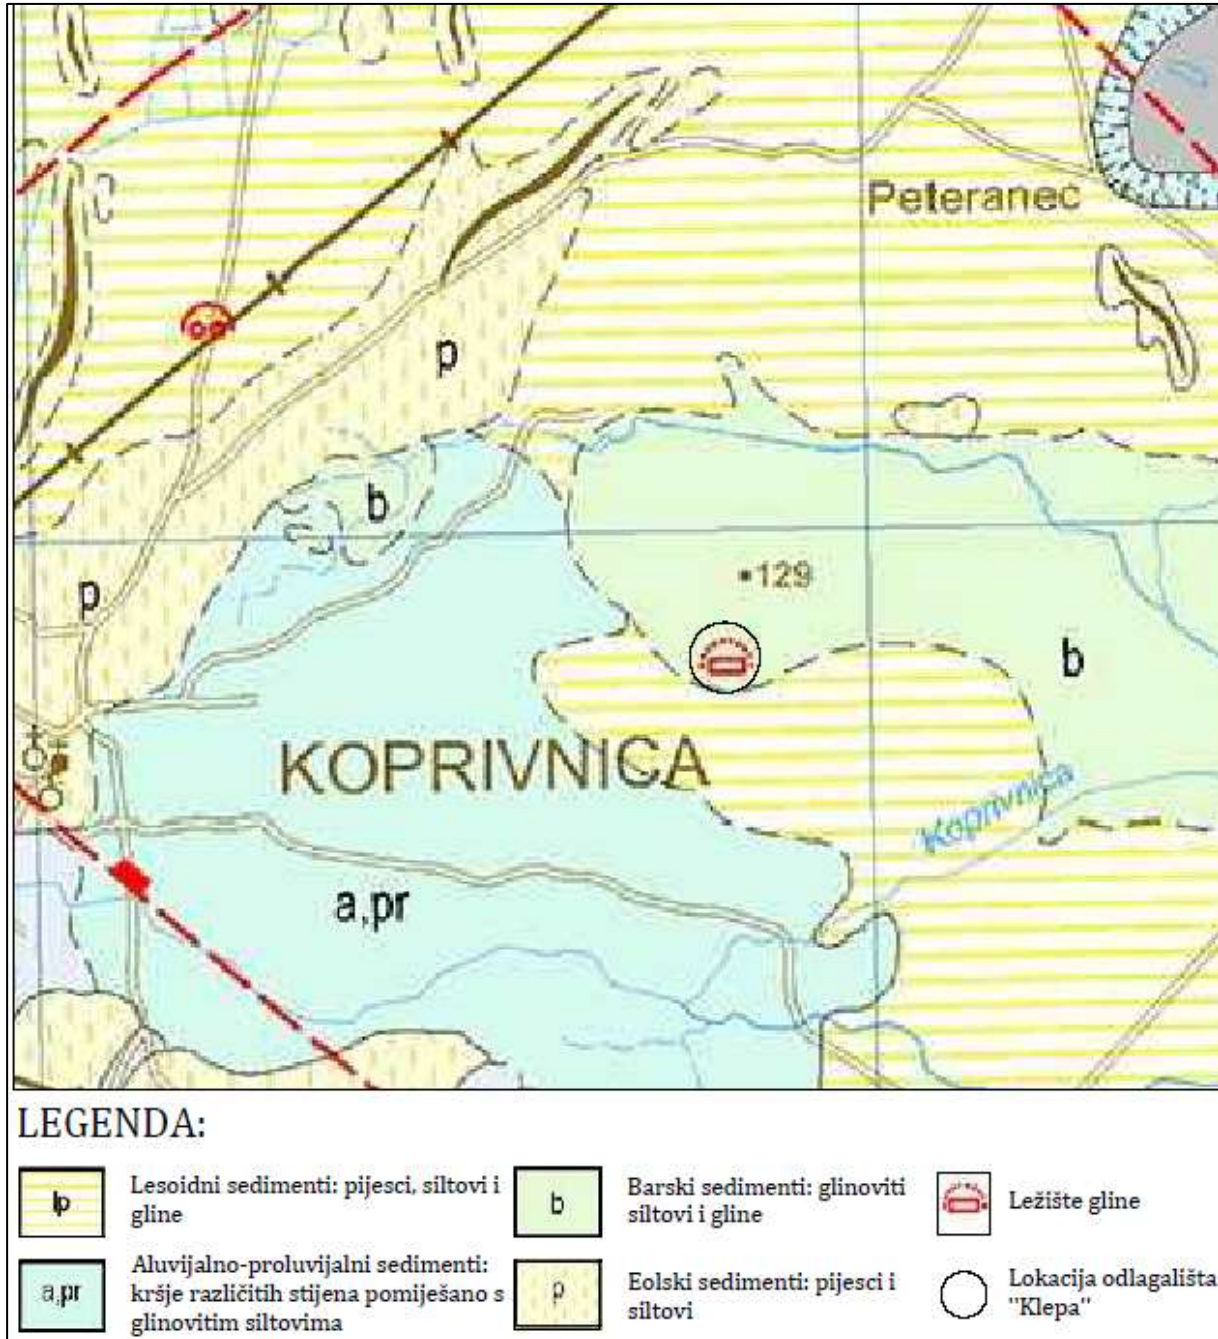 Peteranec
p
b
129
p
b
KOPRIVNICA
Koprivnica
a,pr
LEGENDA:
lp
Lesoidni sedimenti: pijesci, siltovi i
gline
b
Barski sedimenti: glinoviti
siltovi i gline
Ležište gline
a,pr
Aluvijalno-proluvijalni sedimenti:
kršje različitih stijena pomiješano s
glinovitim siltovima
p
Eolski sedimenti: pijesci i
siltovi
Lokacija odlagališta
"Klepa"